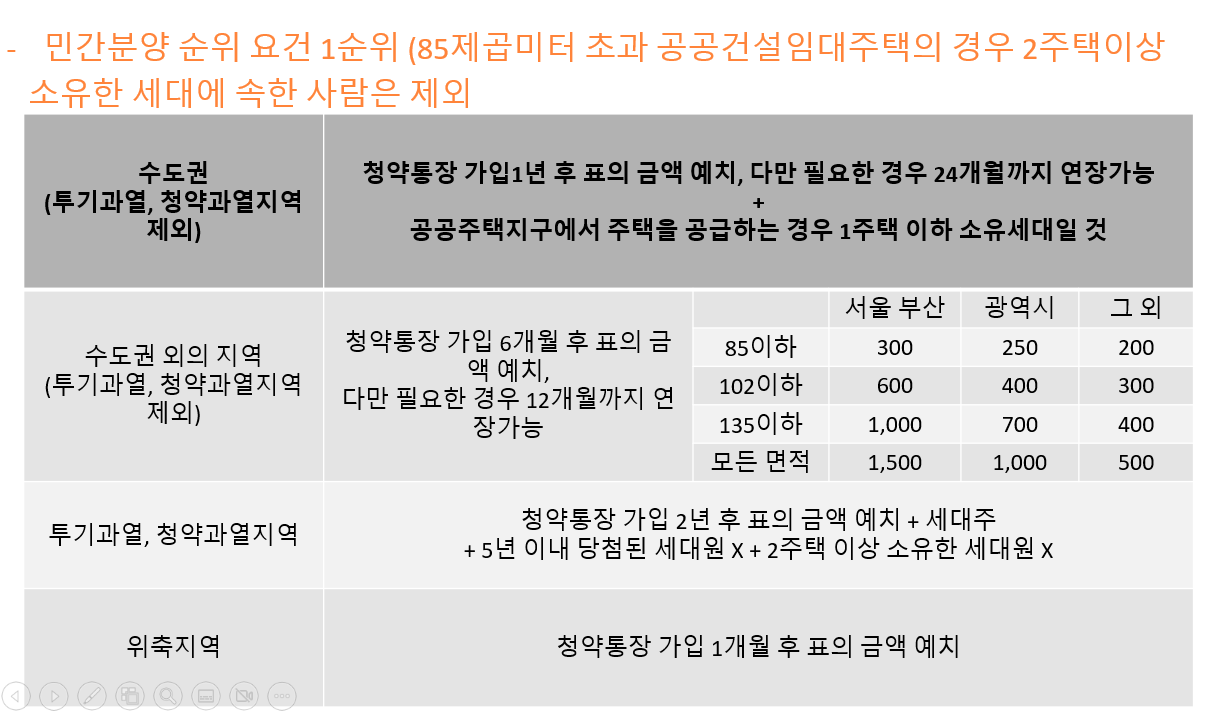 - 민간분양 순위 요건 1순위 (85제곱미터 초과 공공건설임대주택의 경우 2주택이상
소유한 세대에 속한 사람은 제외
수도권
(투기과열, 청약과열지역
제외)
청약통장 가입1년 후 표의 금액 예치, 다만 필요한 경우 24개월까지 연장가능
+
공공주택지구에서 주택을 공급하는 경우 1주택 이하 소유세대일 것
수도권 외의 지역
(투기과열, 청약과열지역
제외)
청약통장 가입 6개월 후 표의 금
액 예치,
다만 필요한 경우 12개월까지 연
장가능
서울 부산 광역시 그 외
85이하 300 250 200
102이하 600 400 300
135이하 1,000 700 400
모든 면적 1,500 1,000 500
투기과열, 청약과열지역
청약통장 가입 2년 후 표의 금액 예치 + 세대주
+ 5년 이내 당첨된 세대원 X + 2주택 이상 소유한 세대원 X
위축지역
청약통장 가입 1개월 후 표의 금액 예치